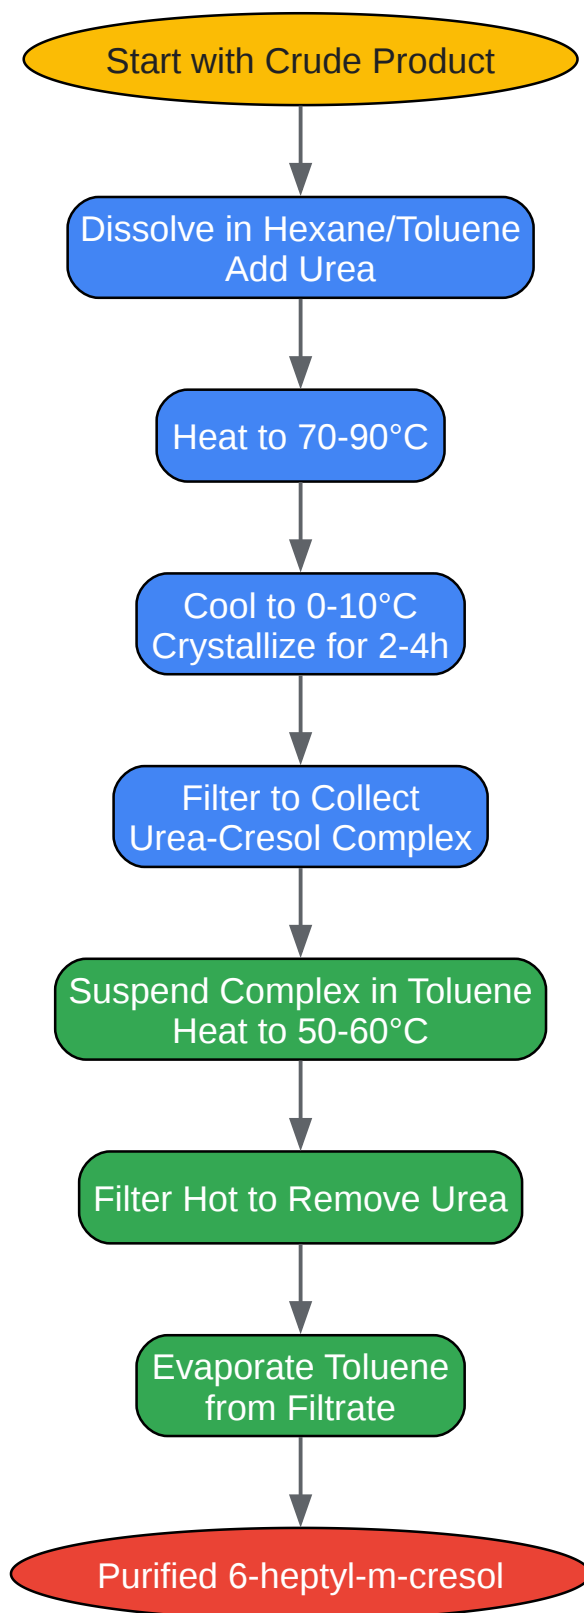 Start with Crude Product
Dissolve in Hexane/Toluene
Add Urea
Heat to 70-90°C
Cool to 0-10°C
Crystallize for 2-4h
Filter to Collect
Urea-Cresol Complex
Suspend Complex in Toluene
Heat to 50-60°C
Filter Hot to Remove Urea
Evaporate Toluene
from Filtrate
Purified 6-heptyl-m-cresol